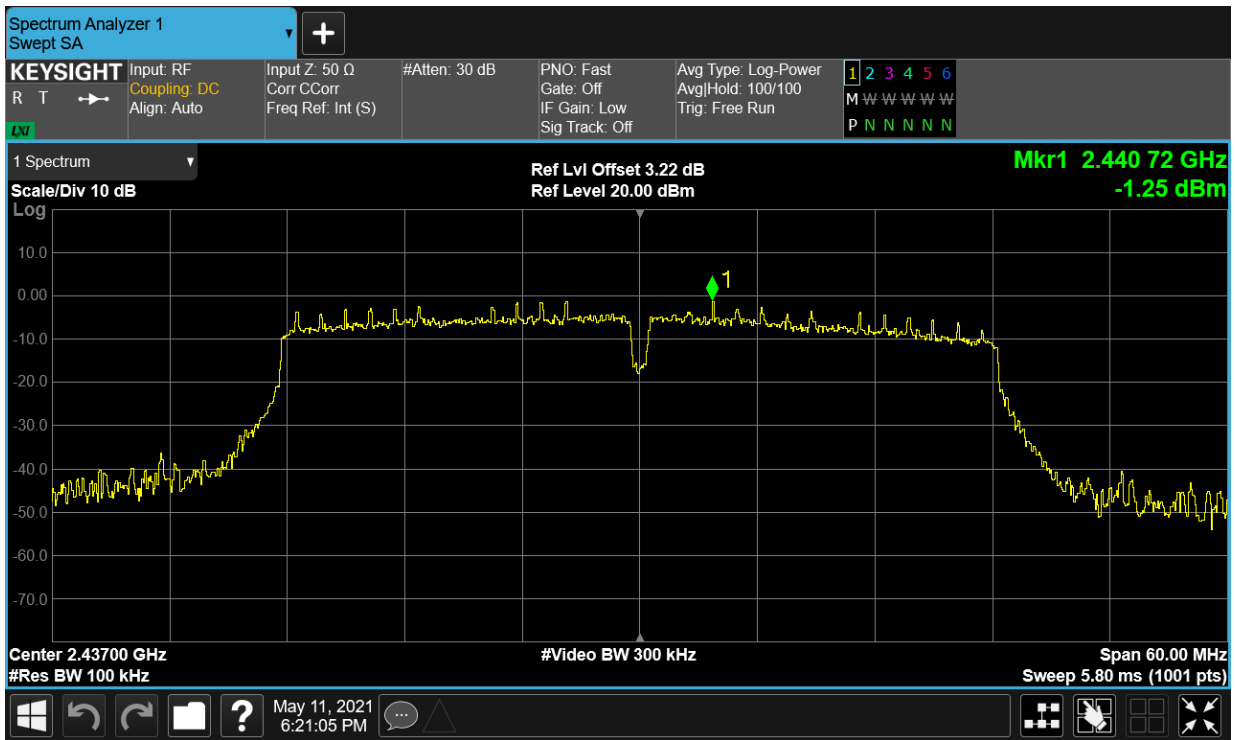 Spectrum Analyzer 1
Swept SA
KEYSIGHT
R T
LXI
Input: RF
Coupling: DC
Align: Auto
Input Z: 50 Ω
Corr CCorr
Freq Ref: Int (S)
#Atten: 30 dB
PNO: Fast
Gate: Off
IF Gain: Low
Sig Track: Off
Avg Type: Log-Power
Avg|Hold: 100/100
Trig: Free Run
1 2 3 4 5 6
M W W W W W
P N N N N N
1 Spectrum
Scale/Div 10 dB
Log
Ref Lvl Offset 3.22 dB
Ref Level 20.00 dBm
Mkr1 2.440 72 GHz
-1.25 dBm
10.0
0.00
-10.0
-20.0
-30.0
-40.0
-50.0
-60.0
-70.0
1
Center 2.43700 GHz
#Res BW 100 kHz
#Video BW 300 kHz
Span 60.00 MHz
Sweep 5.80 ms (1001 pts)
?
May 11, 2021
6:21:05 PM